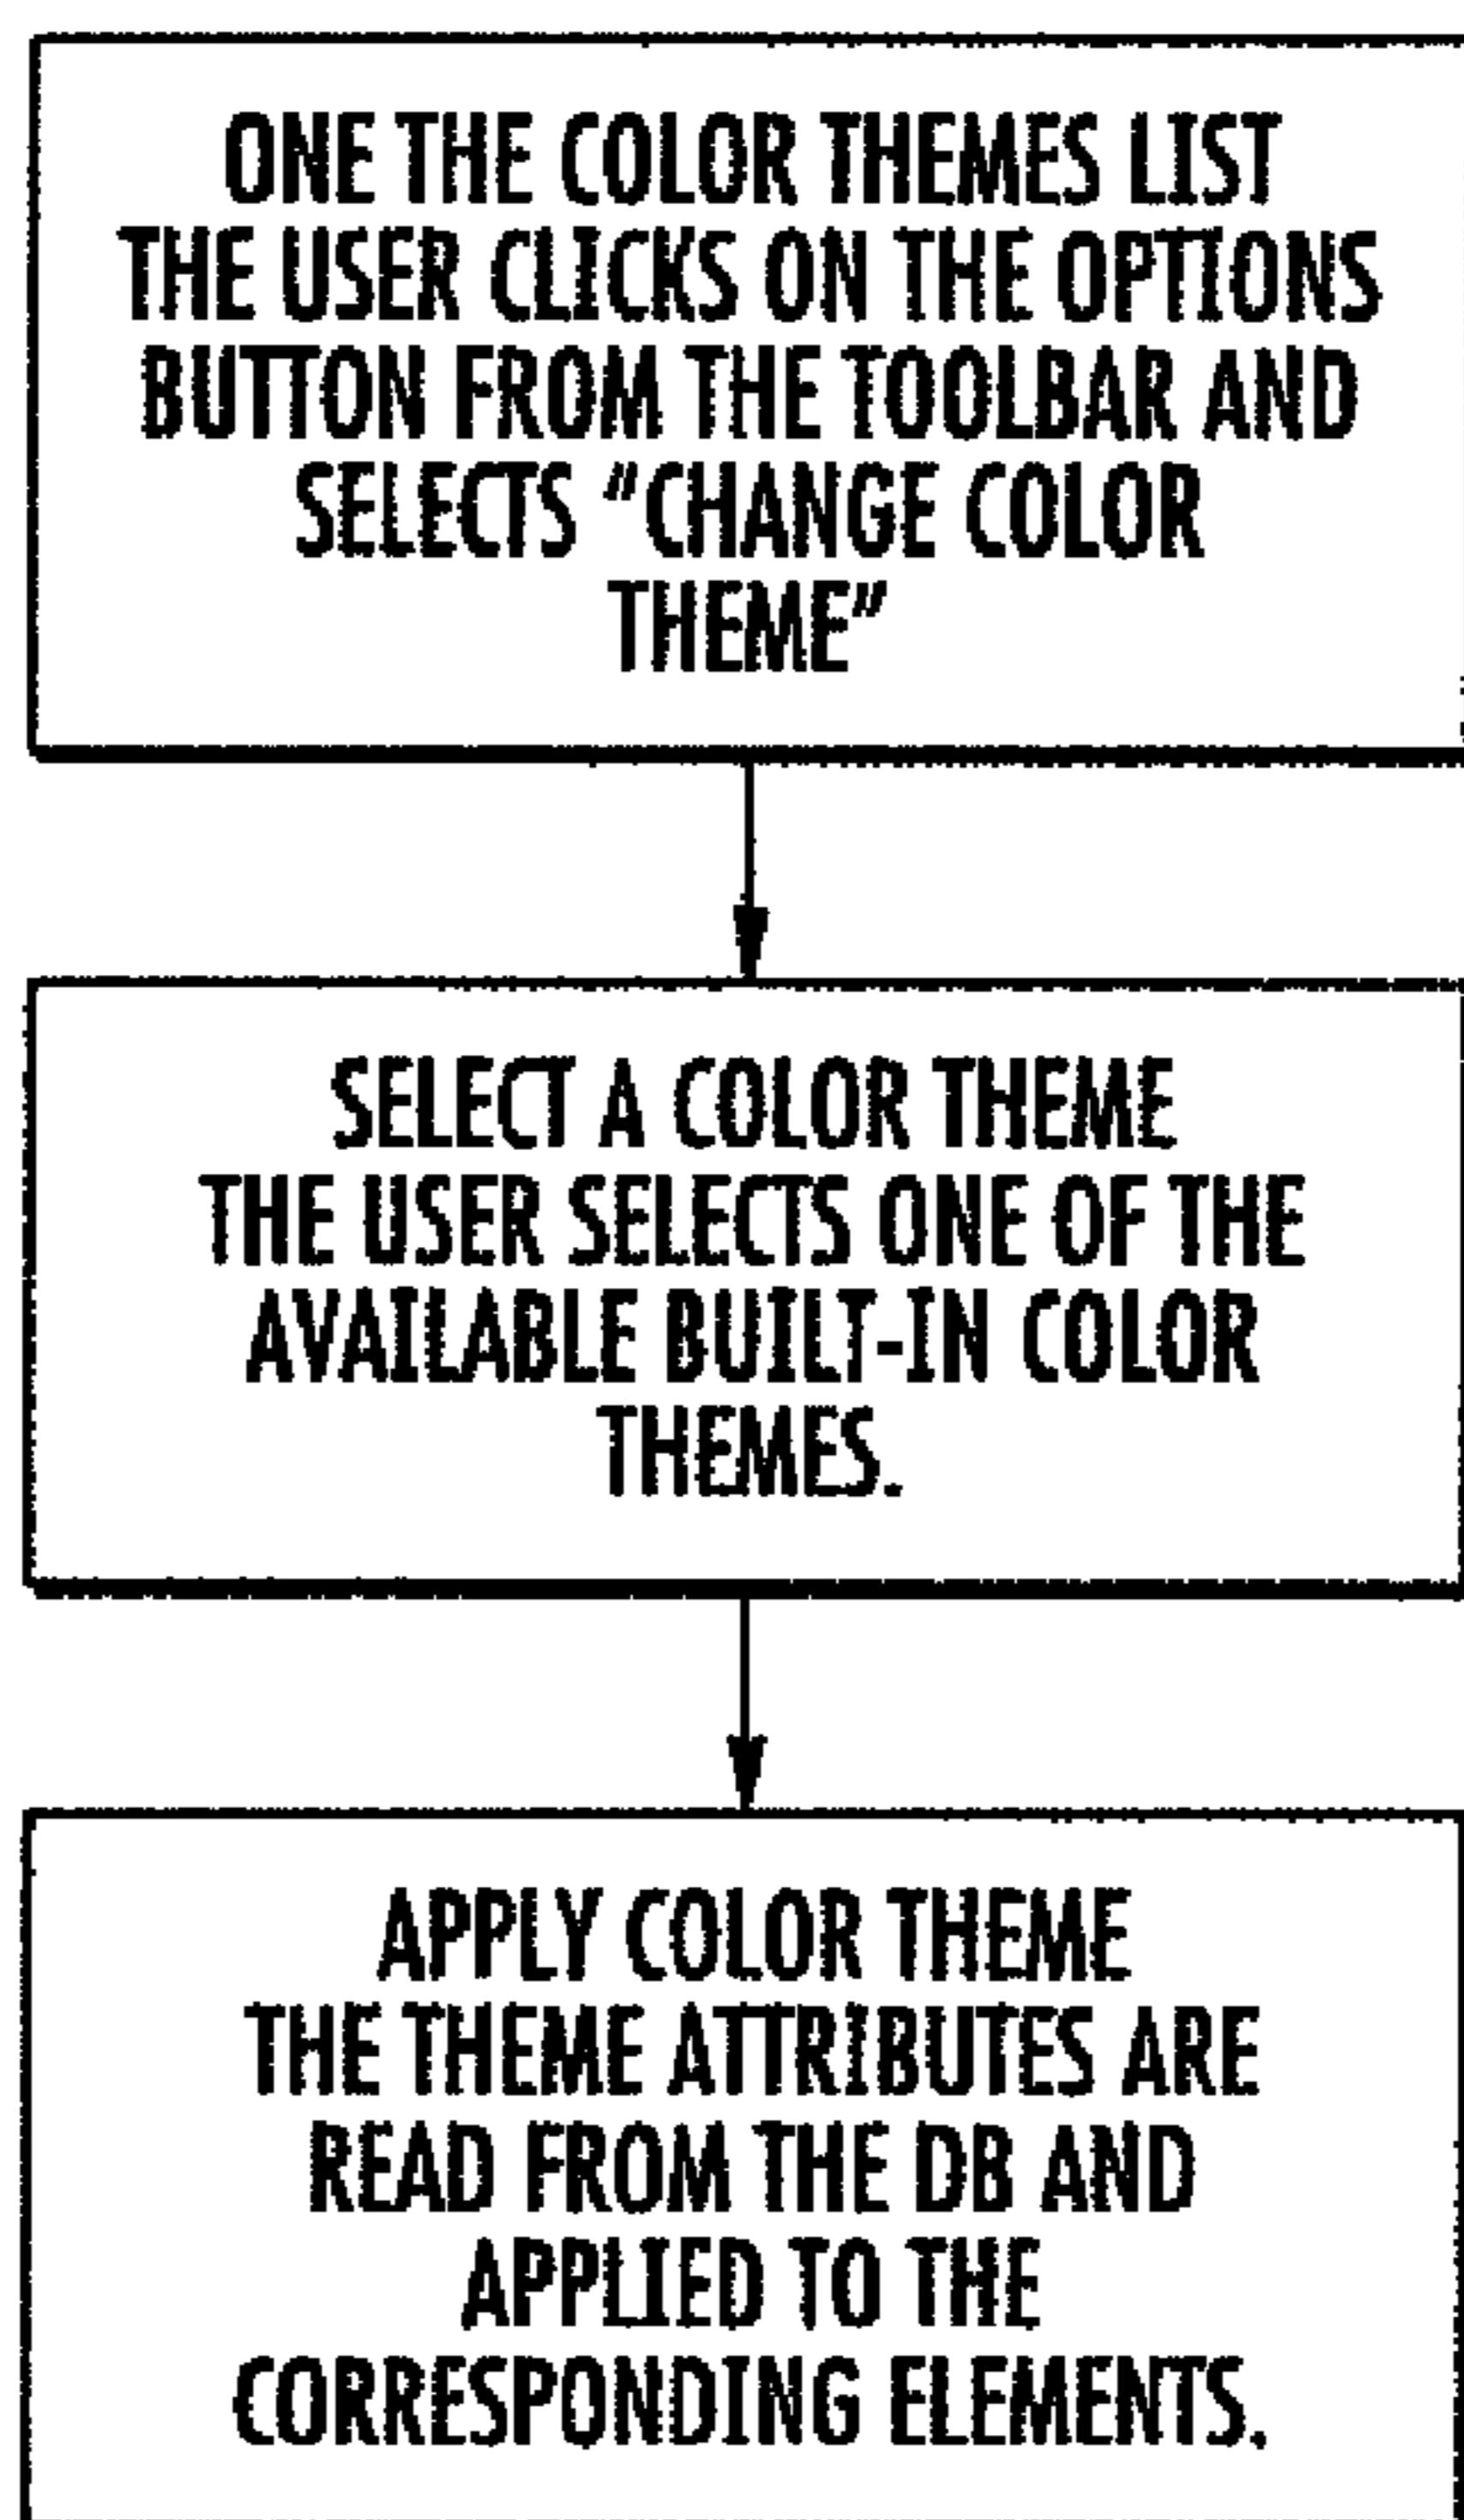 ONE THE COLOR THEMES LIST
THE USER CLICKS ON THE OPTIONS
BUTTON FROM THE TOOLBAR AND
SELECTS "CHANGE COLOR
THEME"
SELECT A COLOR THEME
THE USER SELECTS ONE OF THE
AVAILABLE BUILT-IN COLOR
THEMES.
APPLY COLOR THEME
THE THEME ATTRIBUTES ARE
READ FROM THE DB AND
APPLIED TO THE
CORRESPONDING ELEMENTS.